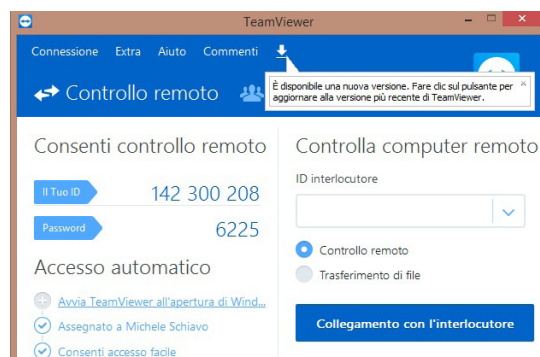 TeamViewer
Connessione Extra Aiuto Commenti
È disponibile una nuova versione. Fare clic sul pulsante per
aggiornare alla versione più recente di TeamViewer.
Controllo remoto
Consenti controllo remoto
Il Tuo ID 142 300 208
Password 6225
Accesso automatico
Avvia TeamViewer all'apertura di Wind...
Assegnato a Michele Schiavo
Consenti accesso facile
Controlla computer remoto
ID interlocutore
Controllo remoto
Trasferimento di file
Collegamento con l'interlocutore